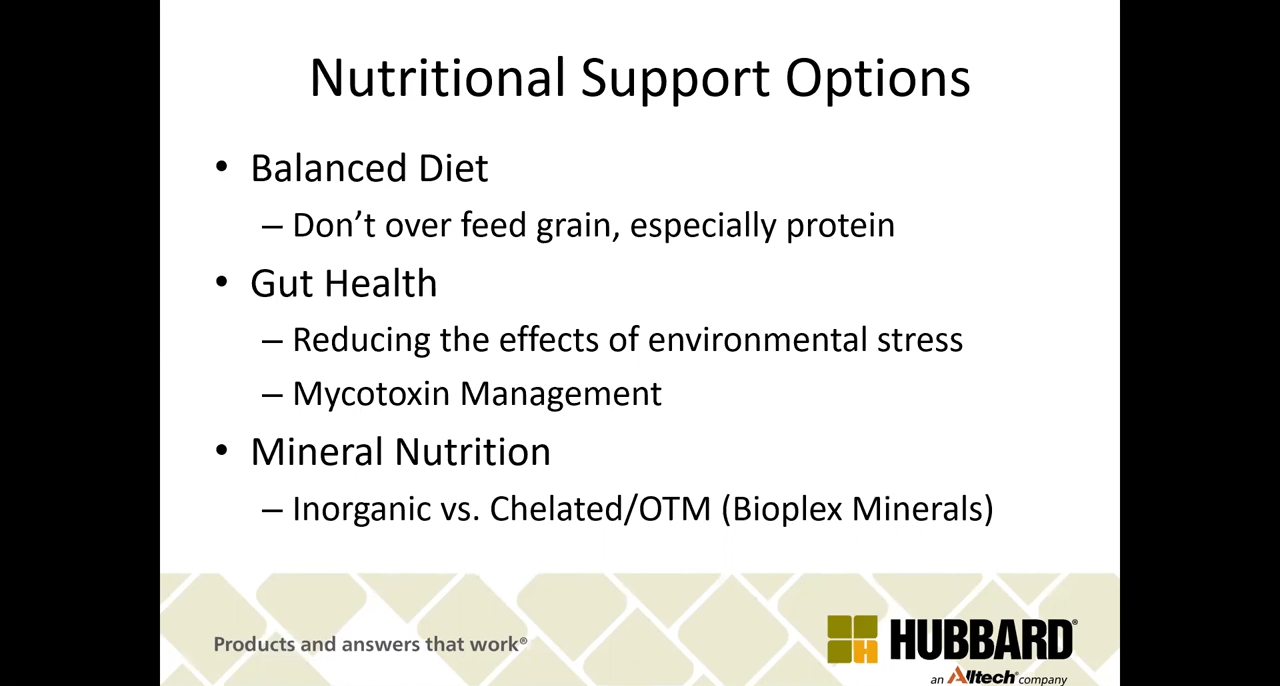 Nutritional Support Options
• Balanced Diet
– Don’t over feed grain, especially protein
• Gut Health
– Reducing the effects of environmental stress
– Mycotoxin Management
• Mineral Nutrition
– Inorganic vs. Chelated/OTM (Bioplex Minerals)
Products and answers that work®
H HUBBARD®
an Alltech® company